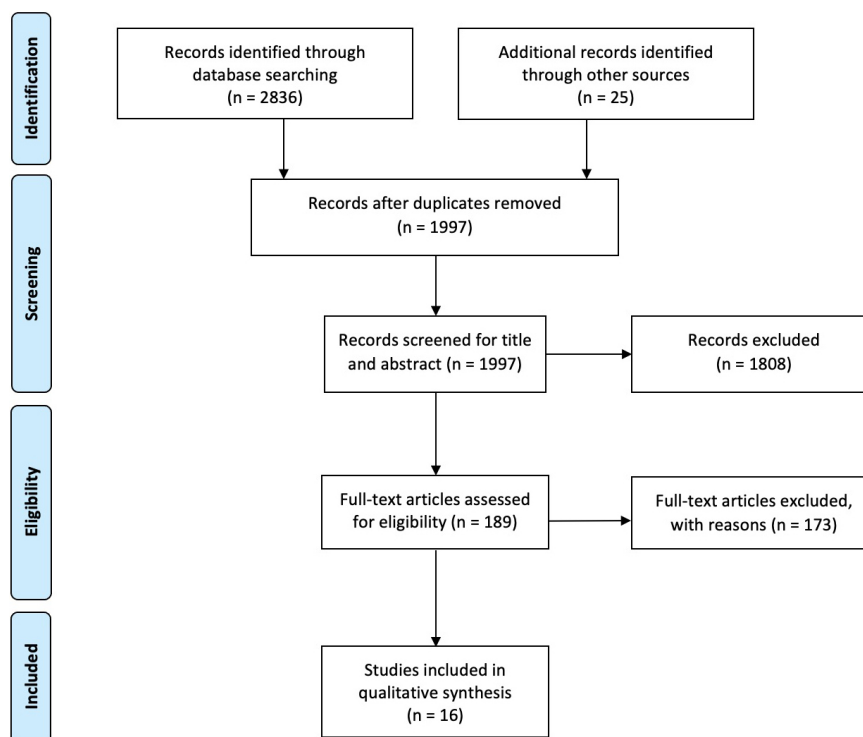 Identification
Records identified through
database searching
(n = 2836)
Additional records identified
through other sources
(n = 25)
Screening
Records after duplicates removed
(n = 1997)
Records screened for title
and abstract (n = 1997)
Records excluded
(n = 1808)
Eligibility
Full-text articles assessed
for eligibility (n = 189)
Full-text articles excluded,
with reasons (n = 173)
Included
Studies included in
qualitative synthesis
(n = 16)